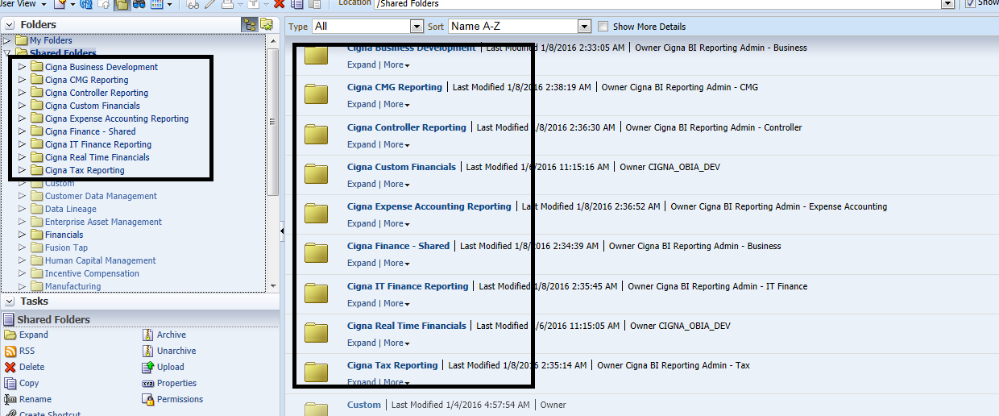 User View
Location /Shared Folders
Show
Folders
My Folders
Shared Folders
Cigna Business Development
Cigna CMG Reporting
Cigna Controller Reporting
Cigna Custom Financials
Cigna Expense Accounting Reporting
Cigna Finance - Shared
Cigna IT Finance Reporting
Cigna Real Time Financials
Cigna Tax Reporting
Custom
Customer Data Management
Data Lineage
Enterprise Asset Management
Financials
Fusion Tap
Human Capital Management
Incentive Compensation
Manufacturing
Tasks
Shared Folders
Expand
Archive
RSS
Unarchive
Delete
Upload
Copy
Properties
Rename
Permissions
Create Shortcut
Type All Sort Name A-Z Show More Details
Cigna Business Development | Last Modified 1/8/2016 2:33:05 AM | Owner Cigna BI Reporting Admin - Business
Expand | More
Cigna CMG Reporting | Last Modified 1/8/2016 2:38:19 AM | Owner Cigna BI Reporting Admin - CMG
Expand | More
Cigna Controller Reporting | Last Modified 1/8/2016 2:36:30 AM | Owner Cigna BI Reporting Admin - Controller
Expand | More
Cigna Custom Financials | Last Modified 1/6/2016 11:15:16 AM | Owner CIGNA_OBIA_DEV
Expand | More
Cigna Expense Accounting Reporting | Last Modified 1/8/2016 2:36:52 AM | Owner Cigna BI Reporting Admin - Expense Accounting
Expand | More
Cigna Finance - Shared | Last Modified 1/8/2016 2:34:39 AM | Owner Cigna BI Reporting Admin - Business
Expand | More
Cigna IT Finance Reporting | Last Modified 1/8/2016 2:35:45 AM | Owner Cigna BI Reporting Admin - IT Finance
Expand | More
Cigna Real Time Financials | Last Modified 1/6/2016 11:15:05 AM | Owner CIGNA_OBIA_DEV
Expand | More
Cigna Tax Reporting | Last Modified 1/8/2016 2:35:14 AM | Owner Cigna BI Reporting Admin - Tax
Expand | More
Custom | Last Modified 1/4/2016 4:57:54 AM | Owner